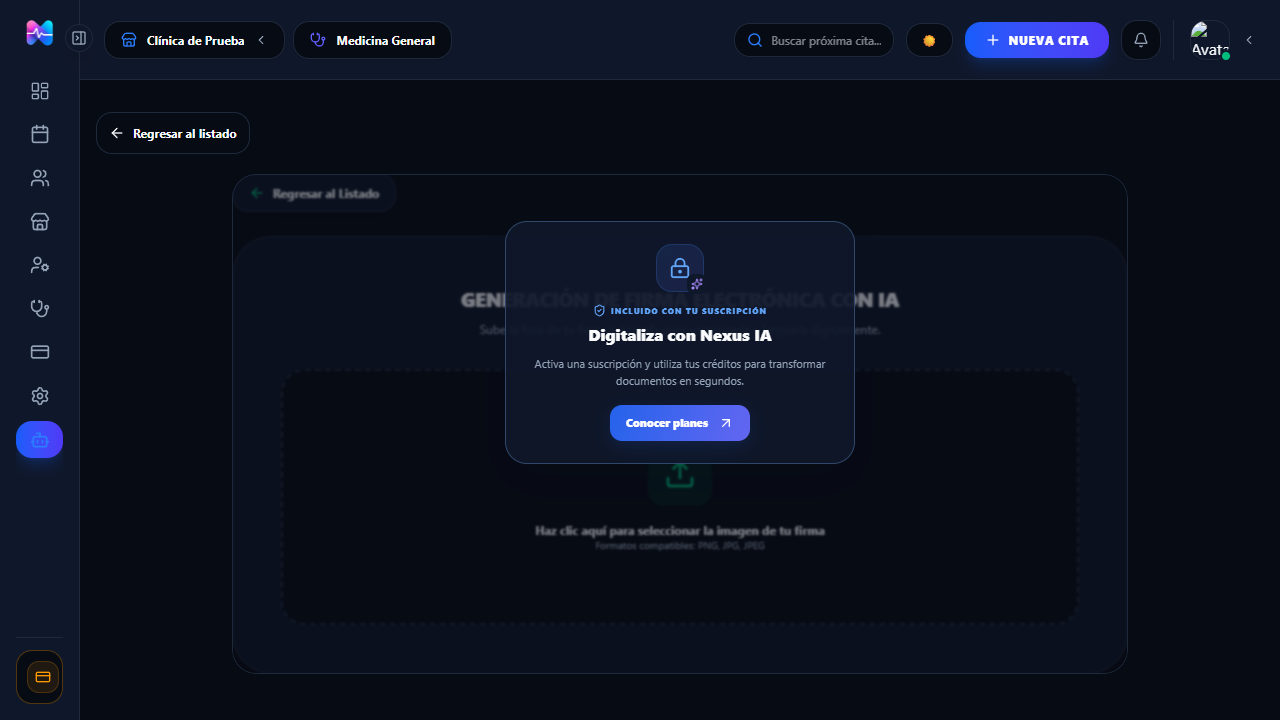 Clínica de Prueba
Medicina General
Buscar próxima cita...
NUEVA CITA
Avata
Regresar al listado
Regresar al Listado
GENERACIÓN DE FIRMA ELECTRÓNICA CON IA
INCLUIDO CON TU SUSCRIPCIÓN
Digitaliza con Nexus IA
Activa una suscripción y utiliza tus créditos para transformar
documentos en segundos.
Conocer planes
Haz clic aquí para seleccionar la imagen de tu firma
Formatos compatibles: PNG, JPG, JPEG